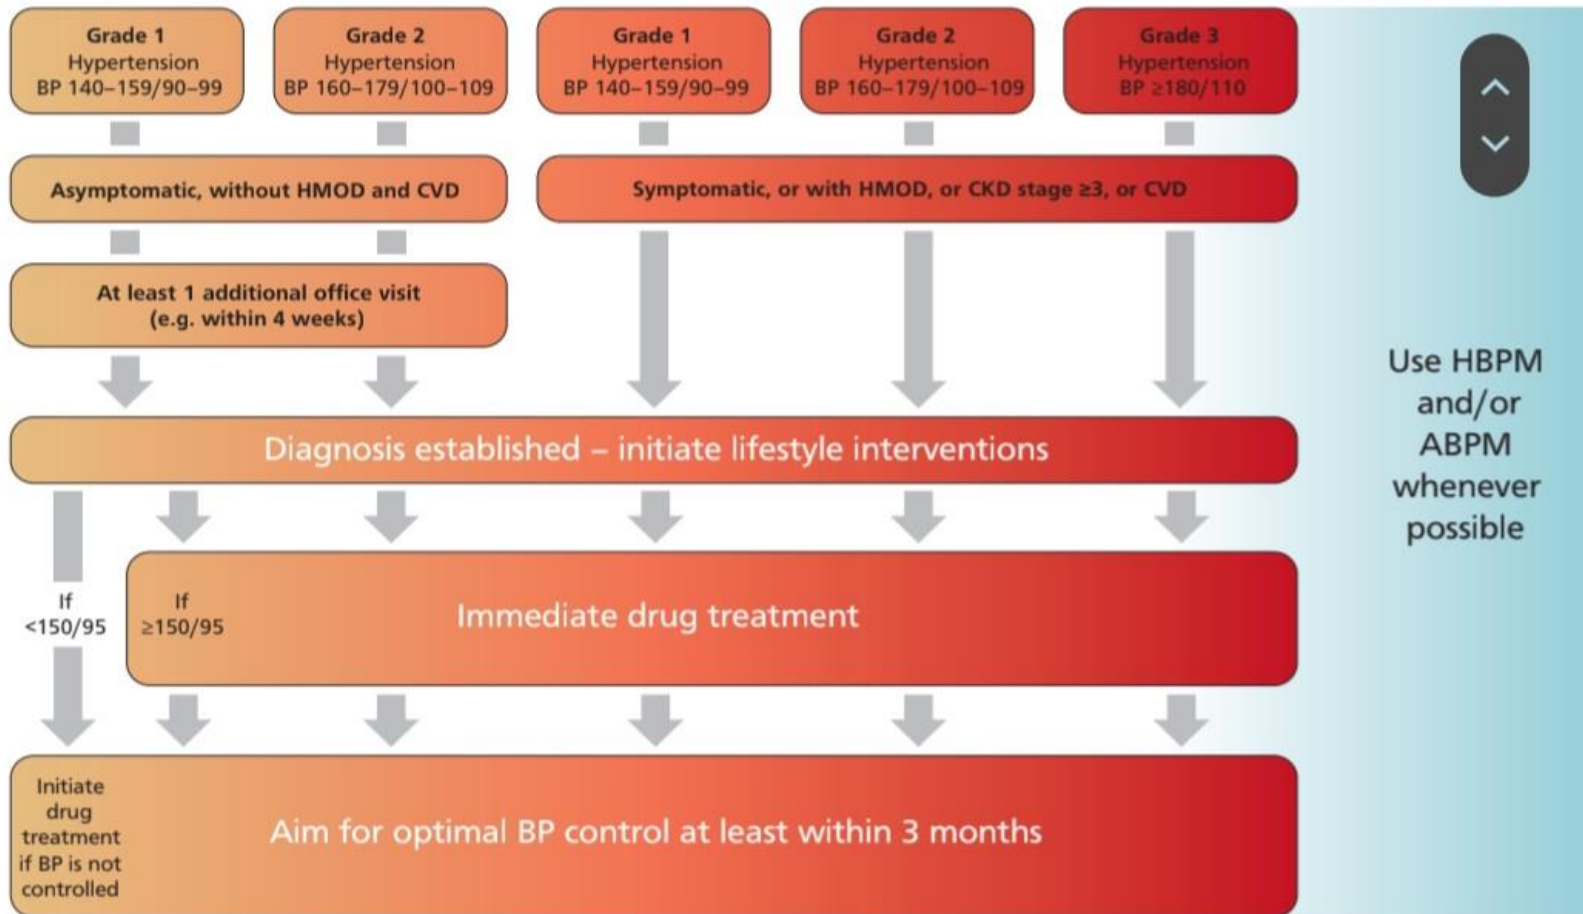 Grade 1
Hypertension
BP 140–159/90–99
Grade 2
Hypertension
BP 160–179/100–109
Grade 1
Hypertension
BP 140–159/90–99
Grade 2
Hypertension
BP 160–179/100–109
Grade 3
Hypertension
BP ≥180/110
Asymptomatic, without HMOD and CVD
Symptomatic, or with HMOD, or CKD stage ≥3, or CVD
At least 1 additional office visit
(e.g. within 4 weeks)
Diagnosis established – initiate lifestyle interventions
If
<150/95
If
≥150/95
Immediate drug treatment
Initiate
drug
treatment
if BP is not
controlled
Aim for optimal BP control at least within 3 months
Use HBPM
and/or
ABPM
whenever
possible